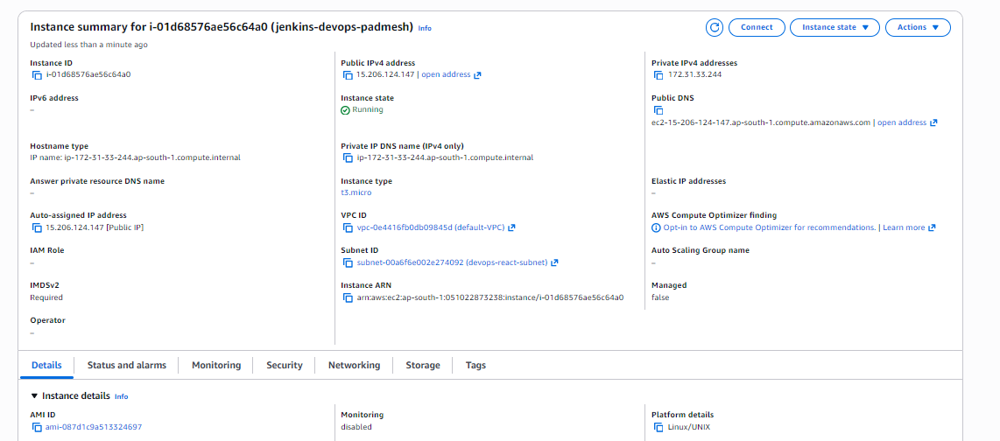 Instance summary for i-01d68576ae56c64a0 (jenkins-devops-padmesh) Info
Connect
Instance state
Actions
Updated less than a minute ago
Instance ID
i-01d68576ae56c64a0
Public IPv4 address
15.206.124.147 | open address
Private IPv4 addresses
172.31.33.244
IPv6 address
–
Instance state
Running
Public DNS
ec2-15-206-124-147.ap-south-1.compute.amazonaws.com | open address
Hostname type
IP name: ip-172-31-33-244.ap-south-1.compute.internal
Private IP DNS name (IPv4 only)
ip-172-31-33-244.ap-south-1.compute.internal
Answer private resource DNS name
–
Instance type
t3.micro
Elastic IP addresses
–
Auto-assigned IP address
15.206.124.147 [Public IP]
VPC ID
vpc-0e4416fb0db09845d (default-VPC)
AWS Compute Optimizer finding
Opt-in to AWS Compute Optimizer for recommendations. | Learn more
IAM Role
–
Subnet ID
subnet-00a6f6e002e274092 (devops-react-subnet)
Auto Scaling Group name
–
IMDSv2
Required
Instance ARN
arn:aws:ec2:ap-south-1:051022873238:instance/i-01d68576ae56c64a0
Managed
false
Operator
–
Details
Status and alarms
Monitoring
Security
Networking
Storage
Tags
Instance details Info
AMI ID
ami-087d1c9a513324697
Monitoring
disabled
Platform details
Linux/UNIX